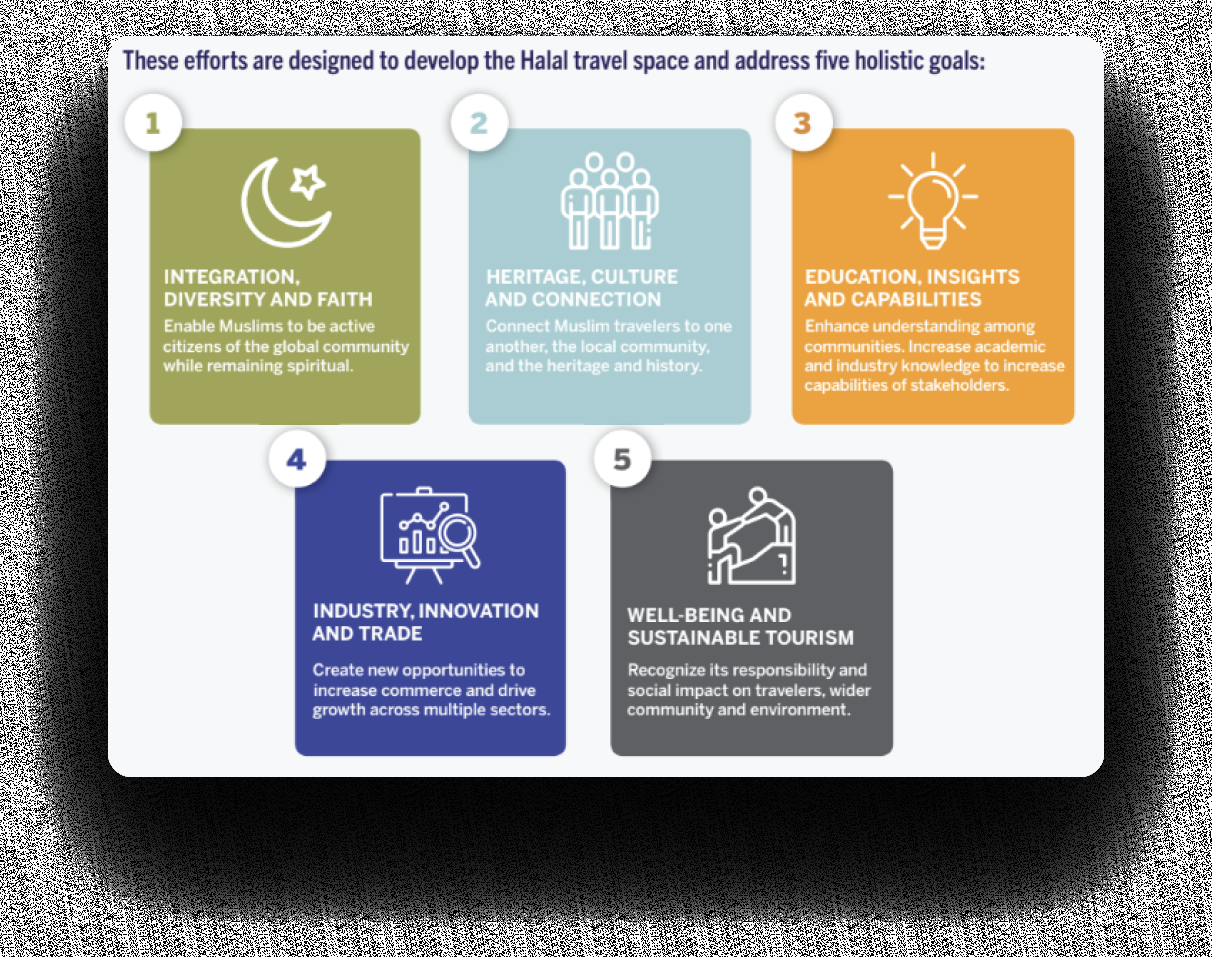 These efforts are designed to develop the Halal travel space and address five holistic goals:
1
INTEGRATION,
DIVERSITY AND FAITH
Enable Muslims to be active
citizens of the global community
while remaining spiritual.
2
HERITAGE, CULTURE
AND CONNECTION
Connect Muslim travelers to one
another, the local community,
and the heritage and history.
3
EDUCATION, INSIGHTS
AND CAPABILITIES
Enhance understanding among
communities. Increase academic
and industry knowledge to increase
capabilities of stakeholders.
4
INDUSTRY, INNOVATION
AND TRADE
Create new opportunities to
increase commerce and drive
growth across multiple sectors.
5
WELL-BEING AND
SUSTAINABLE TOURISM
Recognize its responsibility and
social impact on travelers, wider
community and environment.